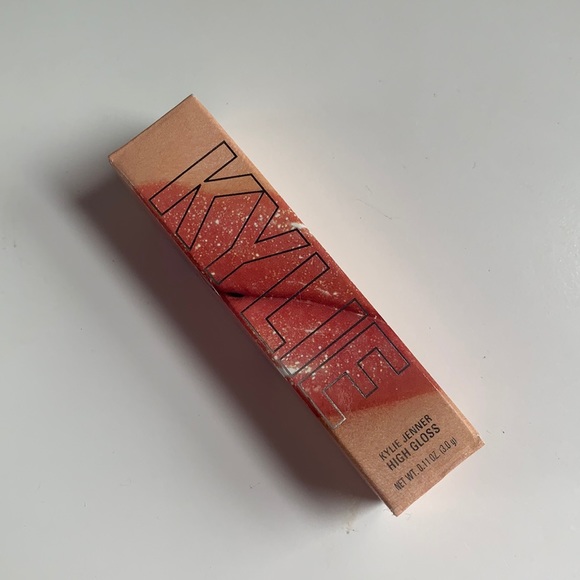 KYLIE
KYLIE JENNER
HIGH GLOSS
NET WT. 0.11 OZ. (3.0 g)